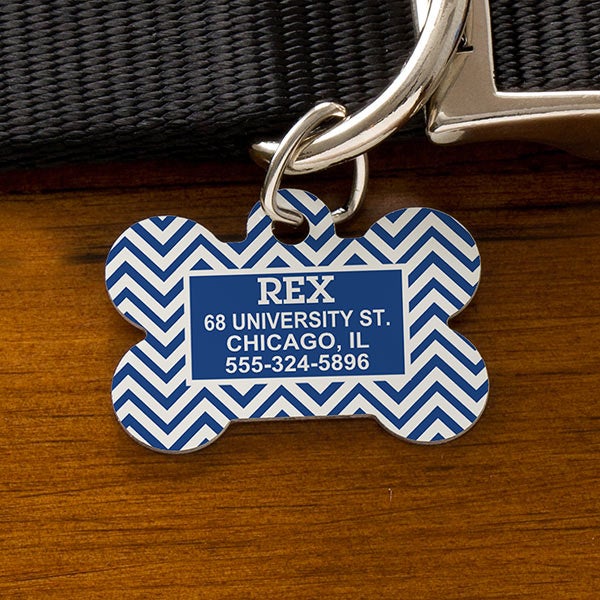 REX
68 UNIVERSITY ST.
CHICAGO, IL
555-324-5896